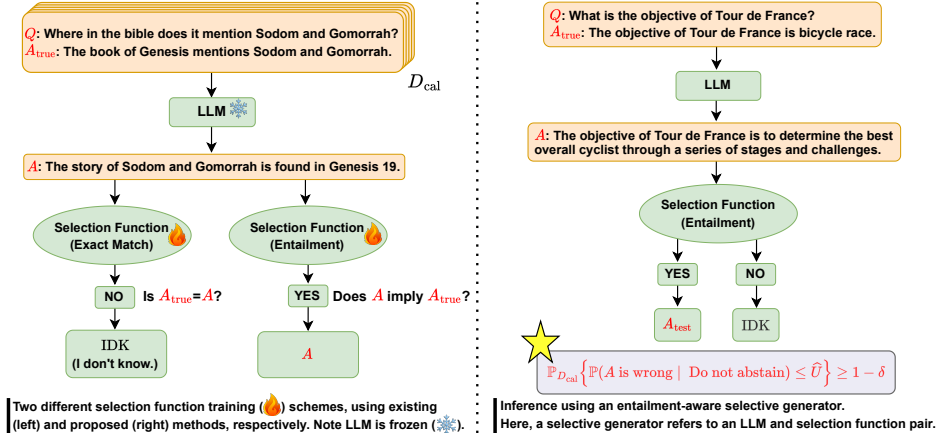 Q: Where in the bible does it mention Sodom and Gomorrah?
A_true: The book of Genesis mentions Sodom and Gomorrah.
D_cal
LLM
A: The story of Sodom and Gomorrah is found in Genesis 19.
Selection Function
(Exact Match)
Selection Function
(Entailment)
NO
Is A_true=A?
YES
Does A imply A_true?
IDK
(I don't know.)
A
Two different selection function training (🔥) schemes, using existing
(left) and proposed (right) methods, respectively. Note LLM is frozen (❄️).
Q: What is the objective of Tour de France?
A_true: The objective of Tour de France is bicycle race.
LLM
A: The objective of Tour de France is to determine the best
overall cyclist through a series of stages and challenges.
Selection Function
(Entailment)
YES
NO
A_test
IDK
ℙ_{D_cal}{ℙ(A is wrong | Do not abstain) ≤ Û} ≥ 1 − δ
Inference using an entailment-aware selective generator.
Here, a selective generator refers to an LLM and selection function pair.